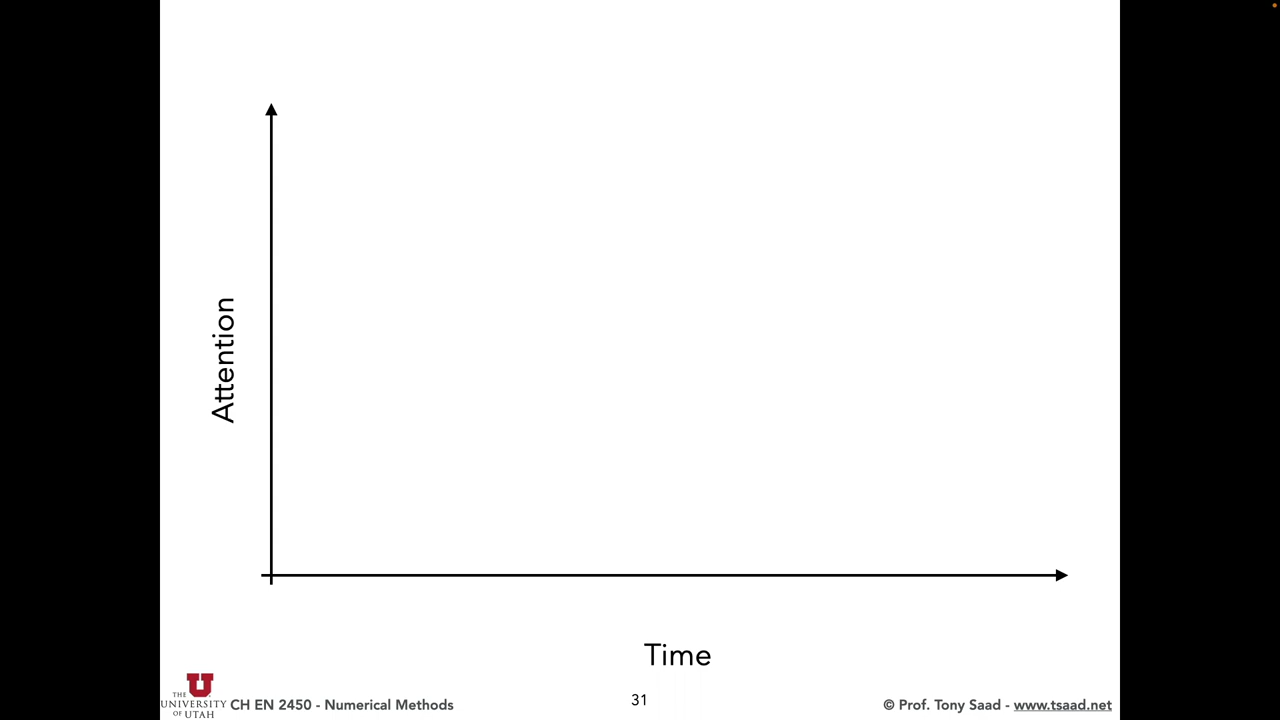 Attention
Time
THE
UNIVERSITY
OF UTAH
CH EN 2450 - Numerical Methods
31
© Prof. Tony Saad - www.tsaad.net